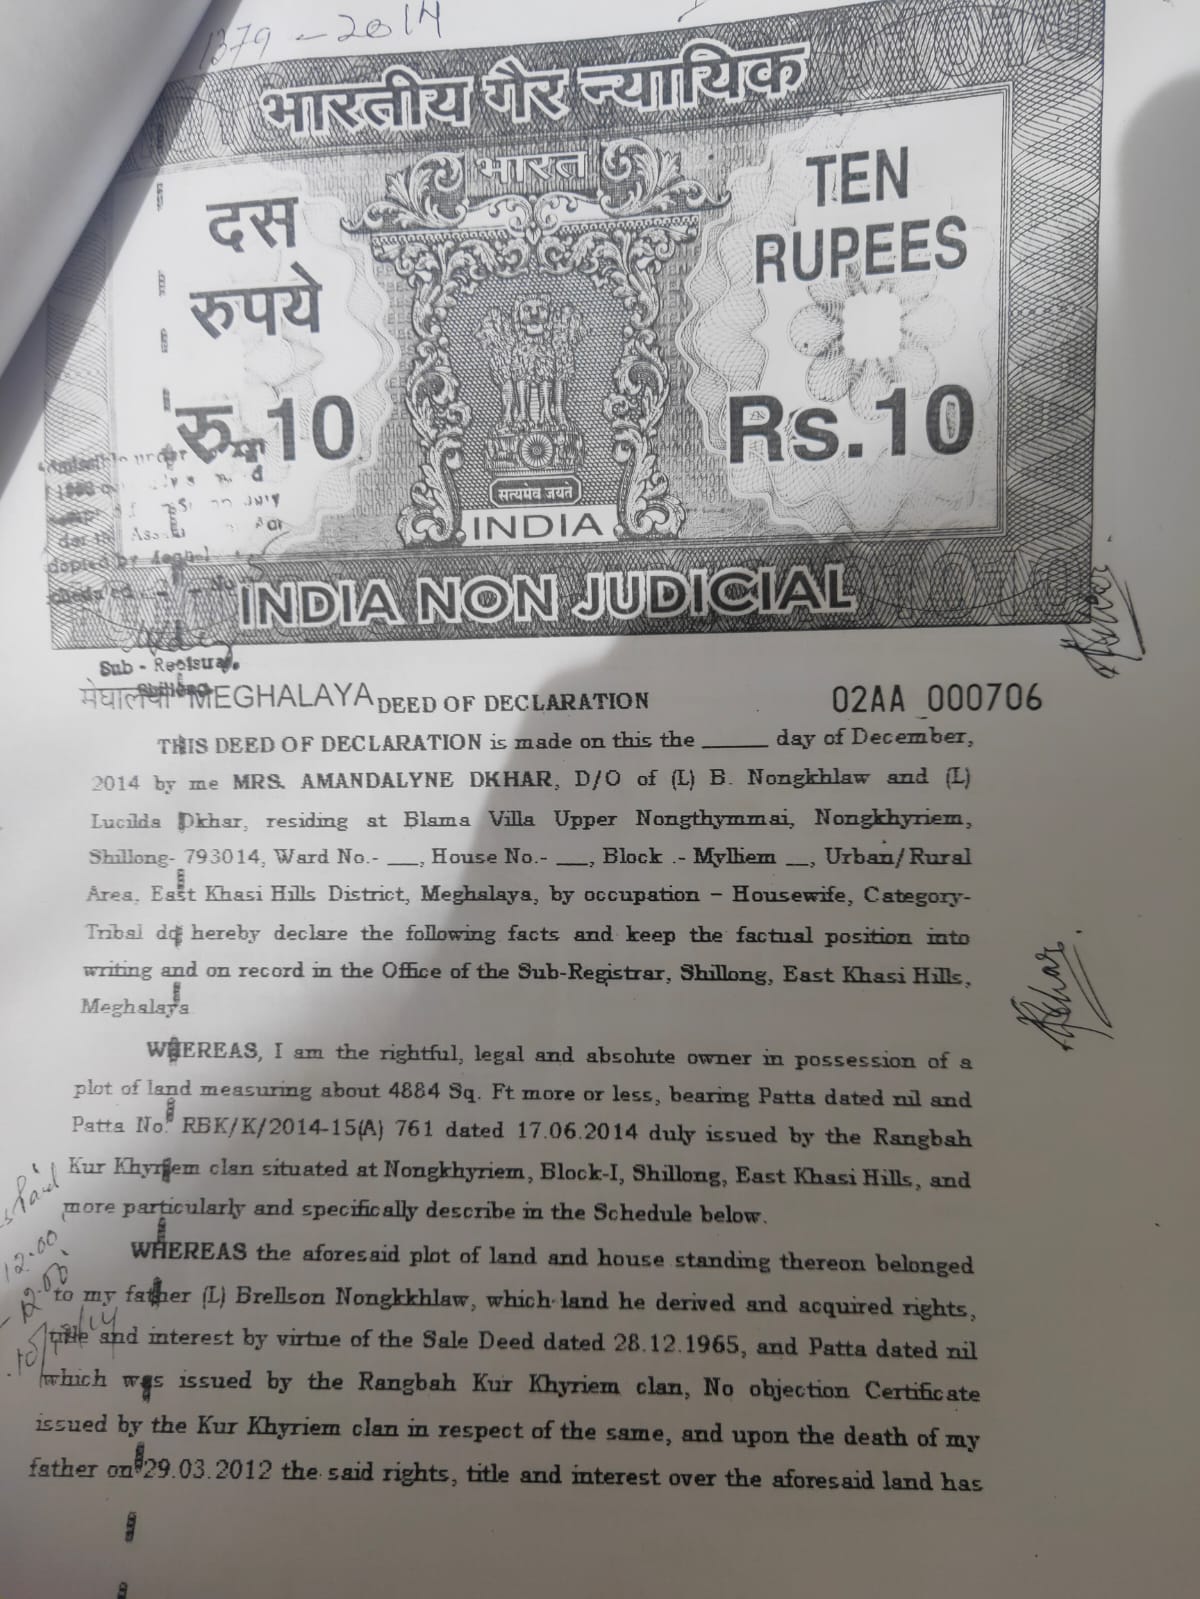 1379 - 2014
भारतीय गैर न्यायिक
भारत
दस
रुपये
रु.10
TEN
RUPEES
Rs.10
सत्यमेव जयते
INDIA
INDIA NON JUDICIAL
Sub - Registrar
Shillong
मेघालय MEGHALAYA
DEED OF DECLARATION
02AA 000706
THIS DEED OF DECLARATION is made on this the _____ day of December,
2014 by me MRS. AMANDALYNE DKHAR, D/O of (L) B. Nongkhlaw and (L)
Lucilda Dkhar, residing at Blama Villa Upper Nongthymmai, Nongkhyriem,
Shillong- 793014, Ward No.- ___, House No.- ___, Block .- Mylliem __, Urban/Rural
Area, East Khasi Hills District, Meghalaya, by occupation – Housewife, Category-
Tribal do hereby declare the following facts and keep the factual position into
writing and on record in the Office of the Sub-Registrar, Shillong, East Khasi Hills,
Meghalaya
WHEREAS, I am the rightful, legal and absolute owner in possession of a
plot of land measuring about 4884 Sq. Ft more or less, bearing Patta dated nil and
Patta No. RBK/K/2014-15(A) 761 dated 17.06.2014 duly issued by the Rangbah
Kur Khyriem clan situated at Nongkhyriem, Block-I, Shillong, East Khasi Hills, and
more particularly and specifically describe in the Schedule below.
WHEREAS the aforesaid plot of land and house standing thereon belonged
to my father (L) Brellson Nongkkhlaw, which land he derived and acquired rights,
title and interest by virtue of the Sale Deed dated 28.12.1965, and Patta dated nil
which was issued by the Rangbah Kur Khyriem clan, No objection Certificate
issued by the Kur Khyriem clan in respect of the same, and upon the death of my
father on 29.03.2012 the said rights, title and interest over the aforesaid land has